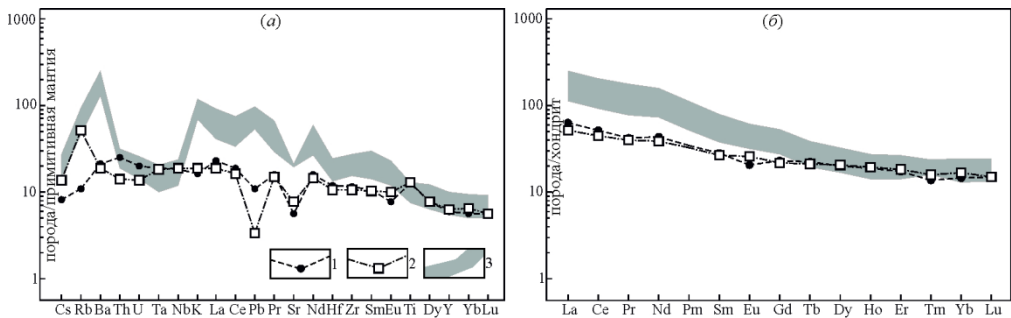 (а)
1000
100
10
1
порода/примитивная мантия
Cs Rb Ba Th U Ta Nb K La Ce Pb Pr Sr Nd Hf Zr Sm Eu Ti Dy Y Yb Lu
1
2
3
(б)
1000
100
10
1
порода/хондрит
La Ce Pr Nd Pm Sm Eu Gd Tb Dy Ho Er Tm Yb Lu